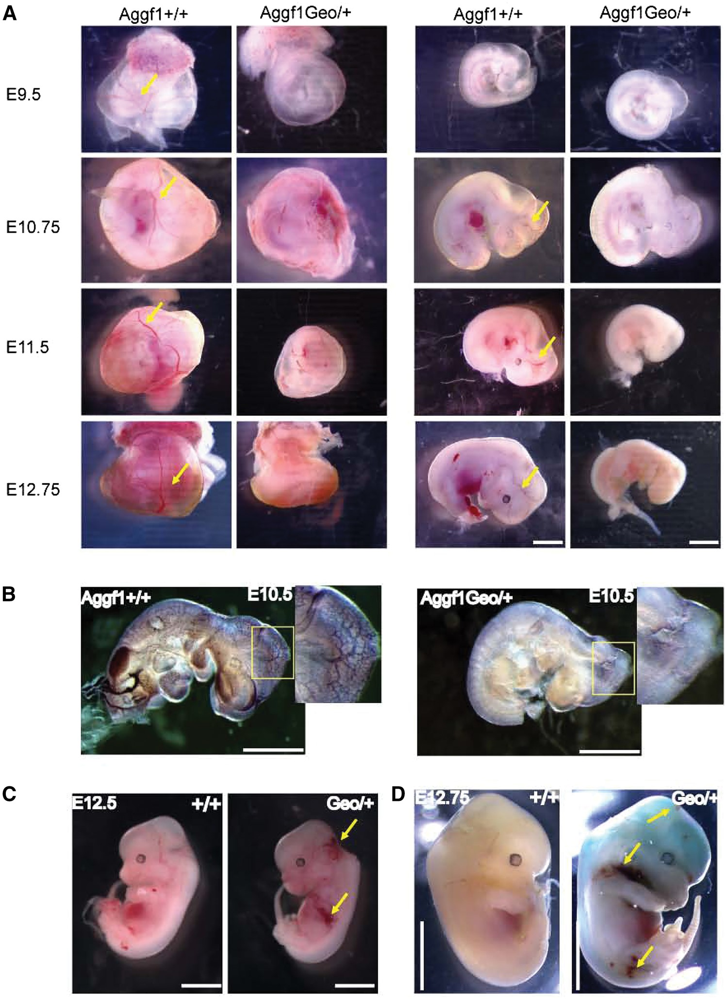 A
Aggf1+/+
Aggf1Geo/+
Aggf1+/+
Aggf1Geo/+
E9.5
E10.75
E11.5
E12.75
B
Aggf1+/+
E10.5
Aggf1Geo/+
E10.5
C
E12.5
+/+
Geo/+
D
E12.75
+/+
Geo/+